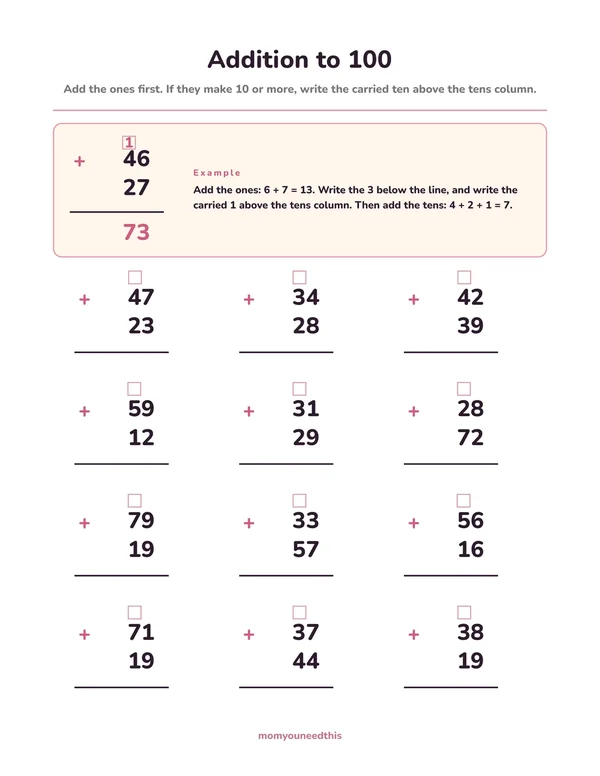 Addition to 100
Add the ones first. If they make 10 or more, write the carried ten above the tens column.
1
+ 46
27
73
Example
Add the ones: 6 + 7 = 13. Write the 3 below the line, and write the
carried 1 above the tens column. Then add the tens: 4 + 2 + 1 = 7.
+ 47 + 34 + 42
23 28 39
+ 59 + 31 + 28
12 29 72
+ 79 + 33 + 56
19 57 16
+ 71 + 37 + 38
19 44 19
momyouneedthis